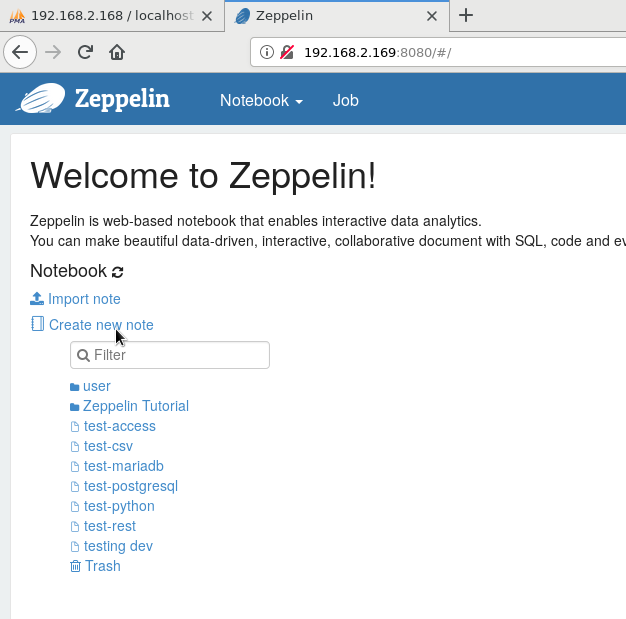 PMA 192.168.2.168 / localhost
Zeppelin
192.168.2.169:8080/#/
Zeppelin Notebook Job
Welcome to Zeppelin!
Zeppelin is web-based notebook that enables interactive data analytics.
You can make beautiful data-driven, interactive, collaborative document with SQL, code and ev
Notebook
Import note
Create new note
Filter
user
Zeppelin Tutorial
test-access
test-csv
test-mariadb
test-postgresql
test-python
test-rest
testing dev
Trash